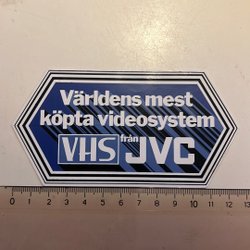 Världens mest
köpta videosystem
VHS från JVC
0 1 2 3 4 5 6 7 8 9 10 11 12 13